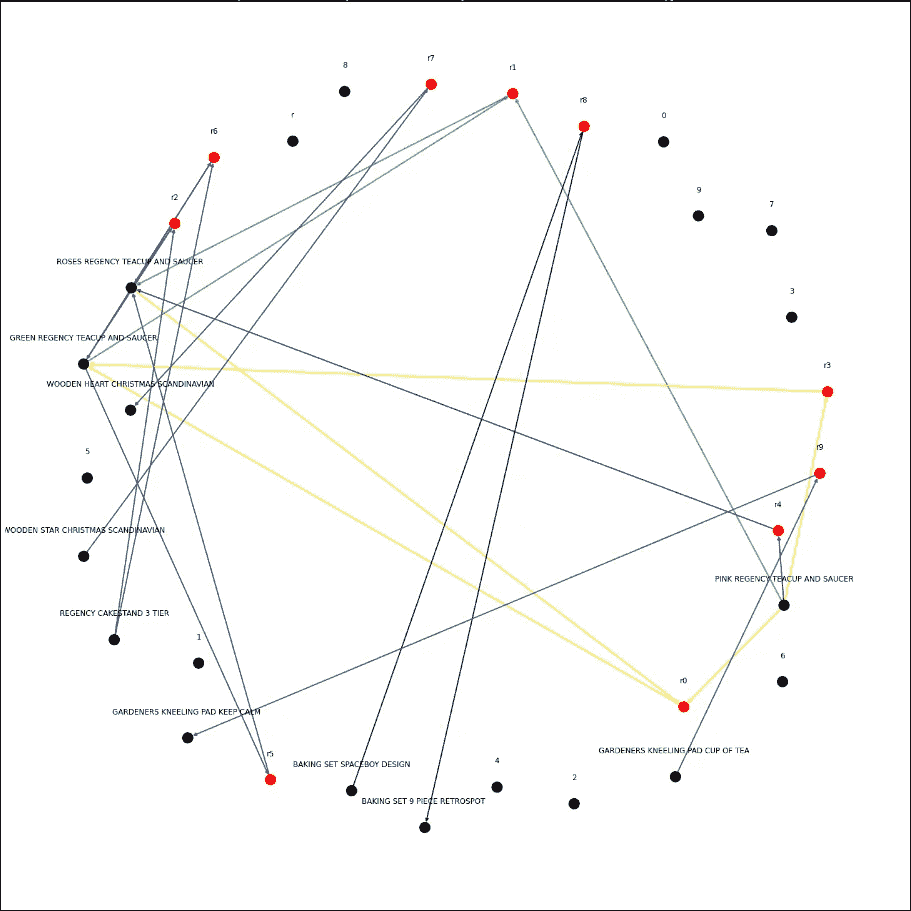 r7
8
r1
r8
r
0
r6
9
r2
7
ROSES REGENCY TEACUP AND SAUCER
3
GREEN REGENCY TEACUP AND SAUCER
r3
WOODEN HEART CHRISTMAS SCANDINAVIAN
r9
5
r4
WOODEN STAR CHRISTMAS SCANDINAVIAN
PINK REGENCY TEACUP AND SAUCER
REGENCY CAKESTAND 3 TIER
1
6
r0
GARDENERS KNEELING PAD KEEP CALM
GARDENERS KNEELING PAD CUP OF TEA
r5
BAKING SET SPACEBOY DESIGN
4
2
BAKING SET 9 PIECE RETROSPOT